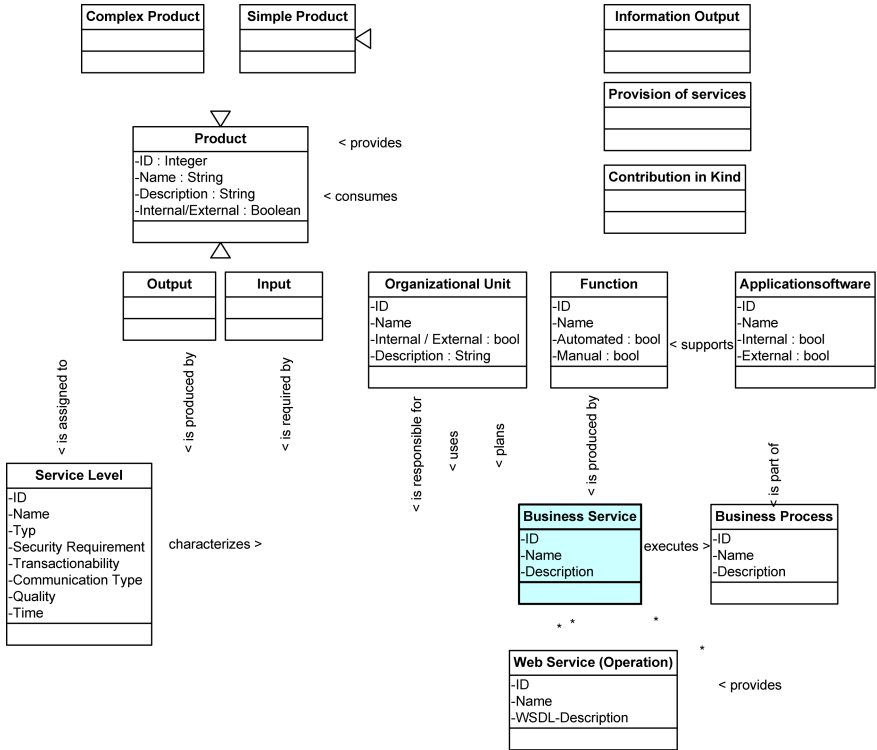 Complex Product
Simple Product
Information Output
Provision of services
Product
-ID : Integer
-Name : String
-Description : String
-Internal/External : Boolean
< provides
< consumes
Contribution in Kind
Output
Input
Organizational Unit
-ID
-Name
-Internal / External : bool
-Description : String
Function
-ID
-Name
-Automated : bool
-Manual : bool
< supports
Applicationsoftware
-ID
-Name
-Internal : bool
-External : bool
< is assigned to
< is produced by
< is required by
< is responsible for
< uses
< plans
< is produced by
< is part of
Service Level
-ID
-Name
-Typ
-Security Requirement
-Transactionability
-Communication Type
-Quality
-Time
characterizes >
Business Service
-ID
-Name
-Description
executes >
Business Process
-ID
-Name
-Description
* *
*
*
Web Service (Operation)
-ID
-Name
-WSDL-Description
< provides